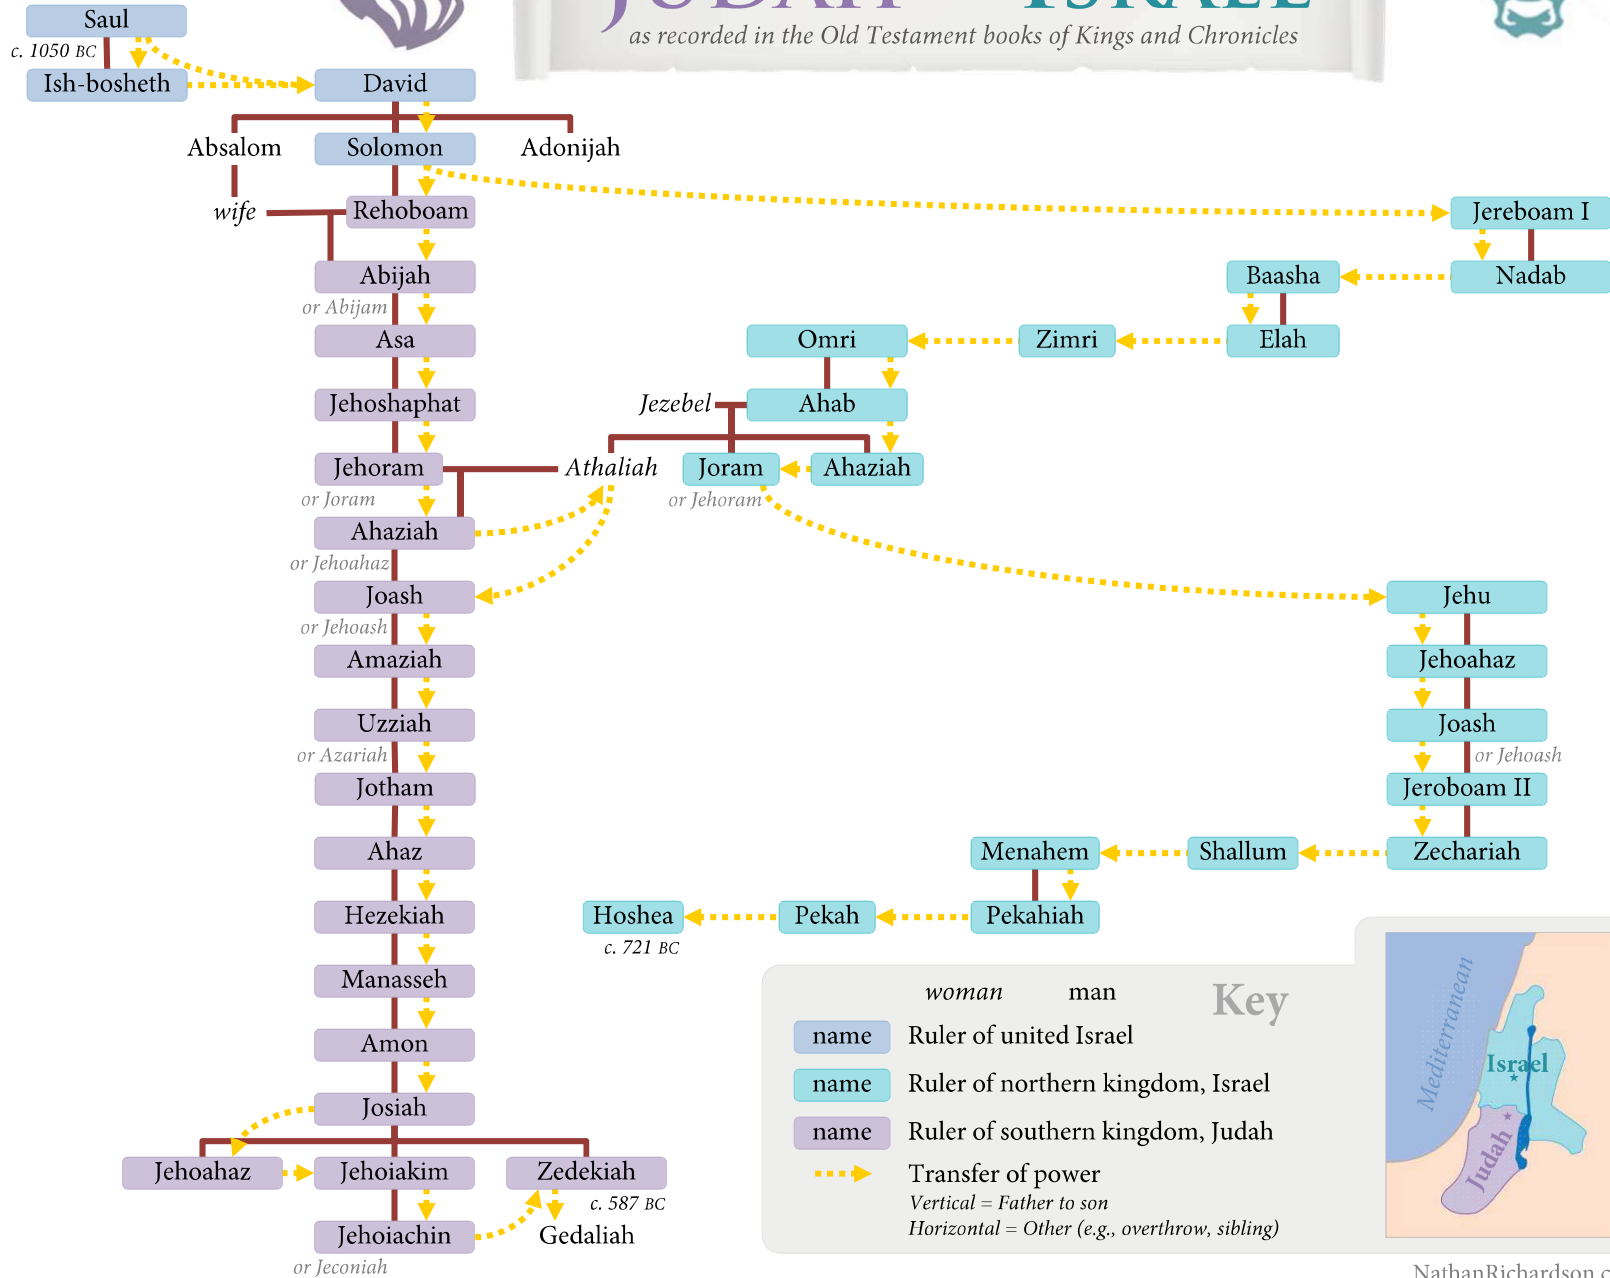 JUDAH ISRAEL
as recorded in the Old Testament books of Kings and Chronicles
Saul
c. 1050 BC
Ish-bosheth
David
Absalom
Solomon
Adonijah
wife
Rehoboam
Jereboam I
Abijah
or Abijam
Baasha
Nadab
Asa
Omri
Zimri
Elah
Jehoshaphat
Jezebel
Ahab
Jehoram
or Joram
Athaliah
Joram
or Jehoram
Ahaziah
Ahaziah
or Jehoahaz
Joash
or Jehoash
Jehu
Amaziah
Jehoahaz
Uzziah
or Azariah
Joash
or Jehoash
Jotham
Jeroboam II
Ahaz
Menahem
Shallum
Zechariah
Hezekiah
Hoshea
c. 721 BC
Pekah
Pekahiah
Manasseh
Amon
Josiah
Jehoahaz
Jehoiakim
Zedekiah
c. 587 BC
Jehoiachin
or Jeconiah
Gedaliah
woman man
Key
name Ruler of united Israel
name Ruler of northern kingdom, Israel
name Ruler of southern kingdom, Judah
Transfer of power
Vertical = Father to son
Horizontal = Other (e.g., overthrow, sibling)
Mediterranean
Israel
Judah
NathanRichardson.c